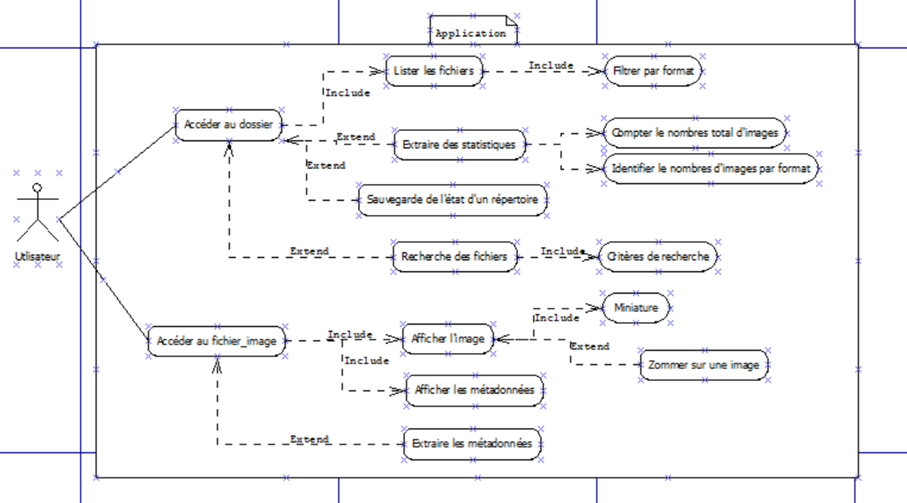 Application
Lister les fichiers
Include
Filtrer par format
Include
Accéder au dossier
Extend
Extraire des statistiques
Compter le nombres total d'images
Extend
Identifier le nombres d'images par format
Sauvegarde de l'état d'un répertoire
Utlisateur
Extend
Recherche des fichiers
Include
Critères de recherche
Miniature
Include
Accéder au fichier_image
Include
Afficher l'image
Extend
Include
Zommer sur une image
Afficher les métadonnées
Extend
Extraire les métadonnées